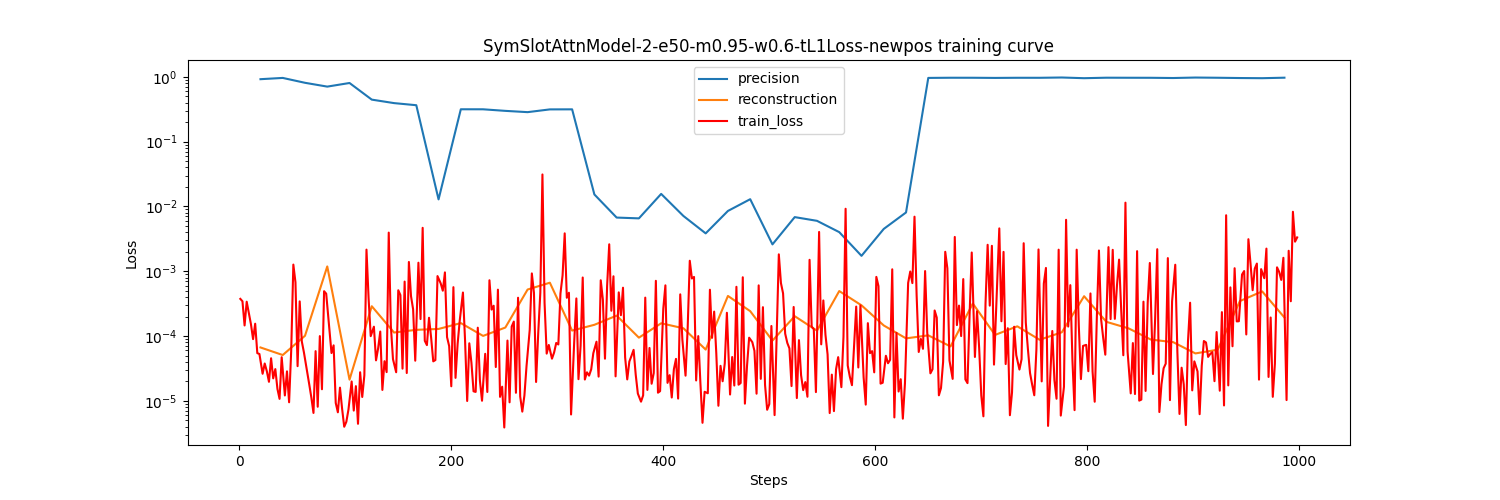 SymSlotAttnModel-2-e50-m0.95-w0.6-tL1Loss-newpos training curve
precision
reconstruction
train_loss
Loss
10⁰
10⁻¹
10⁻²
10⁻³
10⁻⁴
10⁻⁵
0 200 400 600 800 1000
Steps